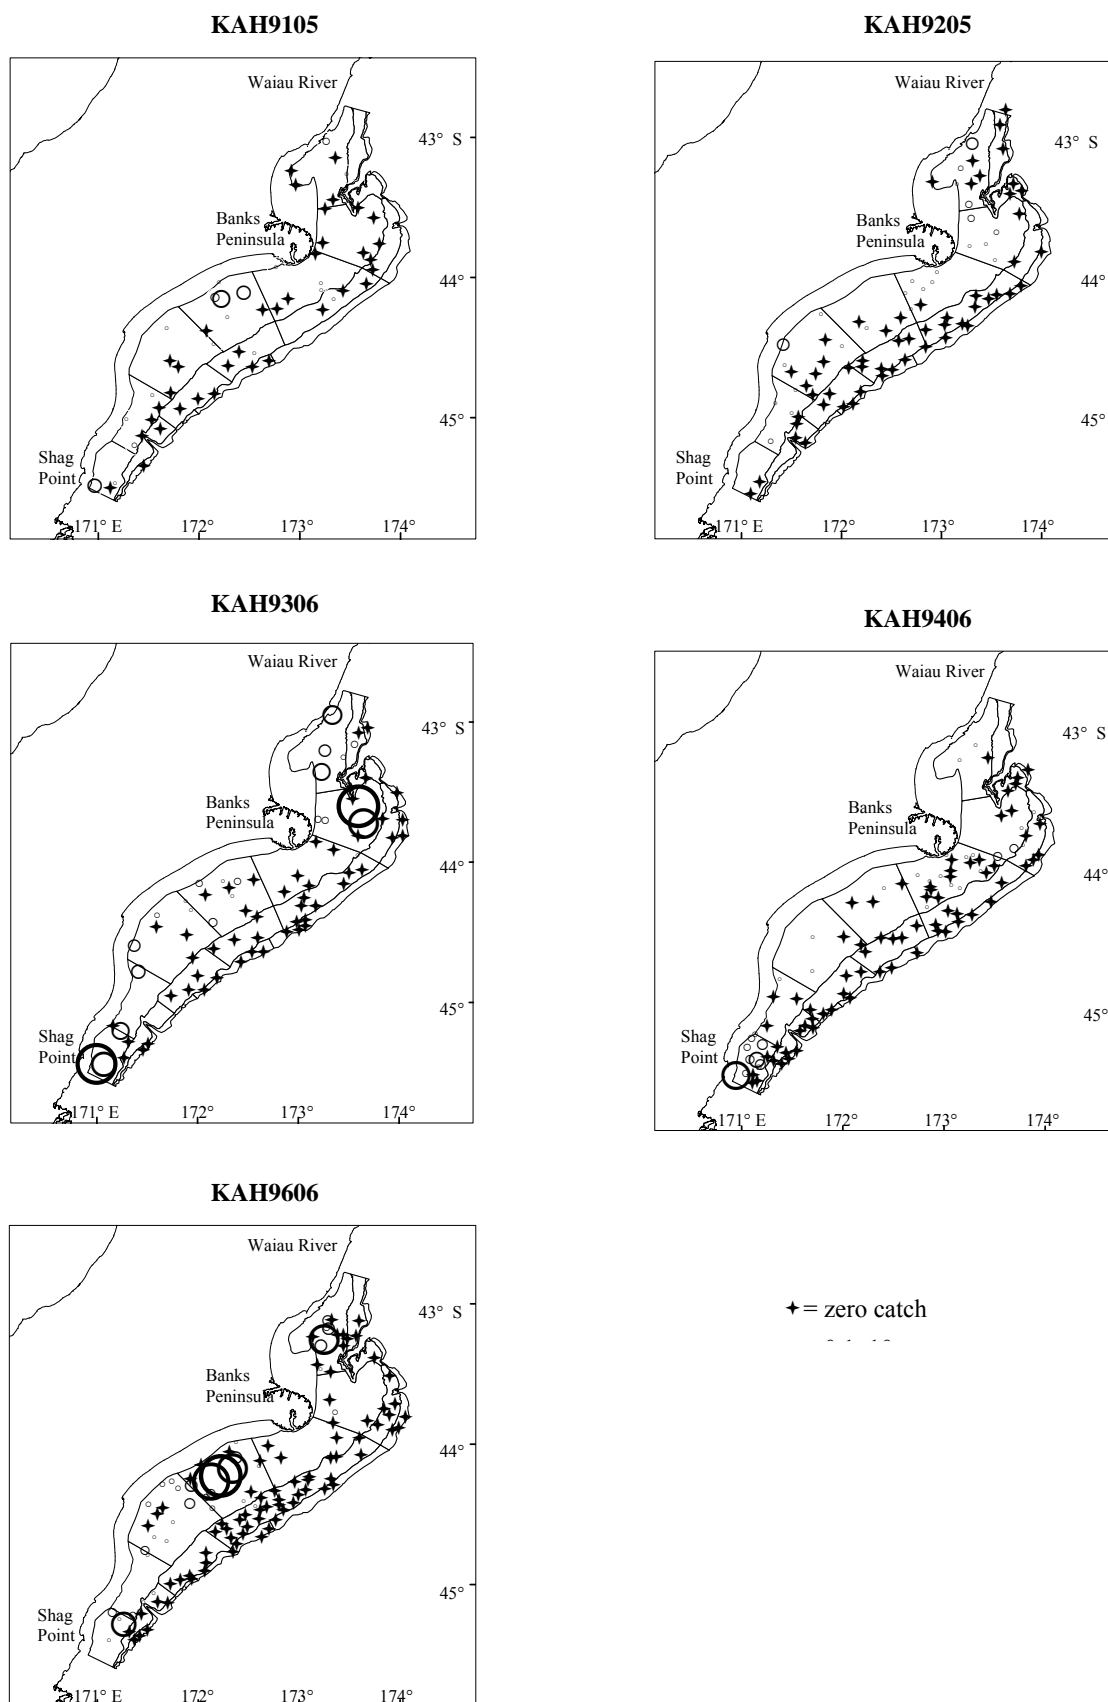 KAH9105
Waiau River
43° S
Banks
Peninsula
44°
45°
Shag
Point
171° E
172°
173°
174°
KAH9205
Waiau River
43° S
Banks
Peninsula
44°
45°
Shag
Point
171° E
172°
173°
174°
KAH9306
Waiau River
43° S
Banks
Peninsula
44°
45°
Shag
Point
171° E
172°
173°
174°
KAH9406
Waiau River
43° S
Banks
Peninsula
44°
45°
Shag
Point
171° E
172°
173°
174°
KAH9606
Waiau River
43° S
Banks
Peninsula
44°
45°
Shag
Point
171° E
172°
173°
174°
= zero catch